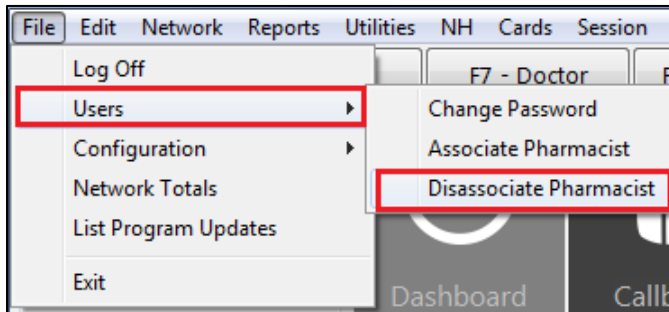 File Edit Network Reports Utilities NH Cards Session
Log Off
F7 - Doctor
Users
Change Password
Configuration
Associate Pharmacist
Network Totals
Disassociate Pharmacist
List Program Updates
Exit
Dashboard